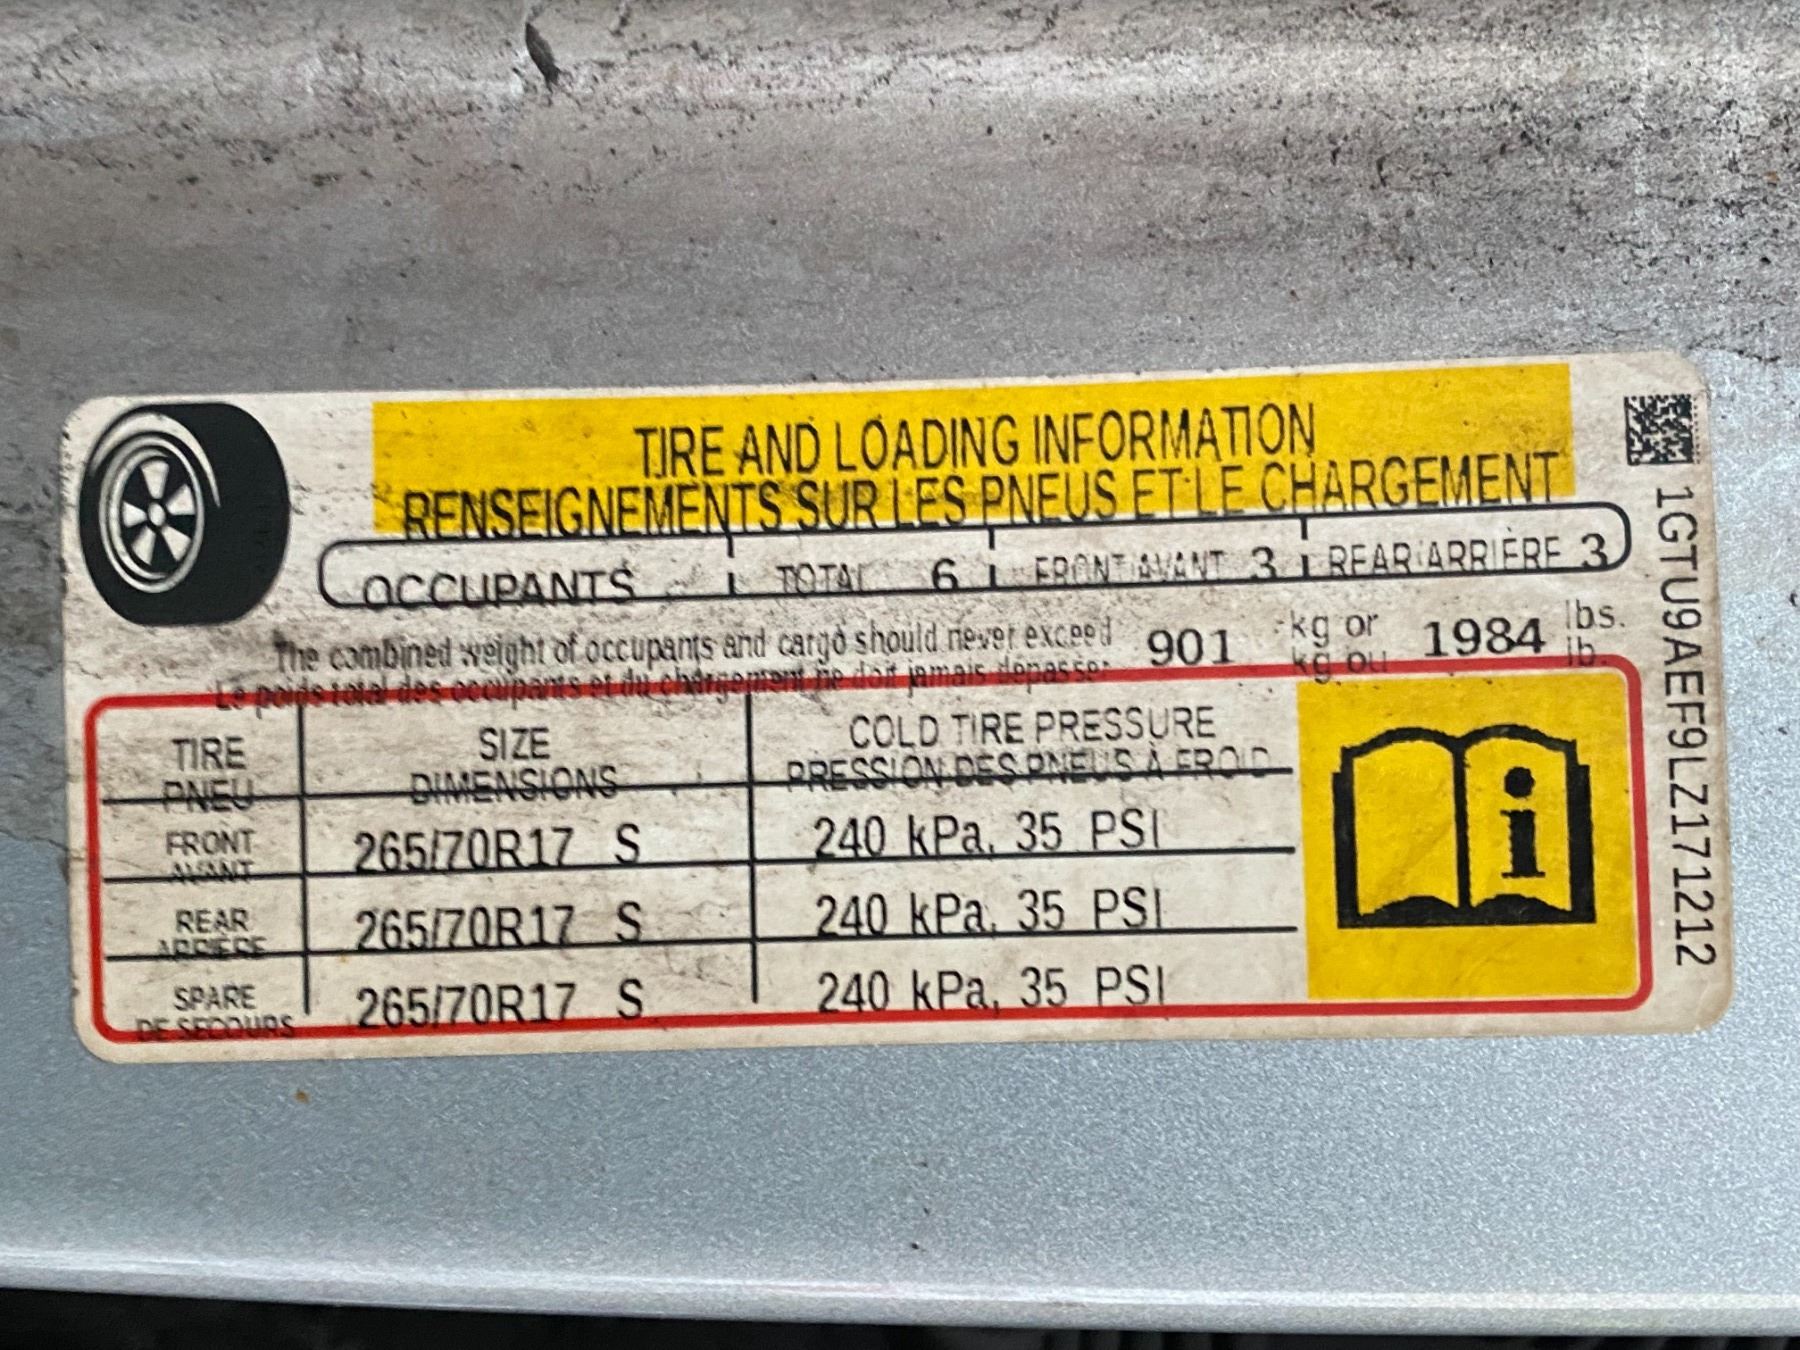 TIRE AND LOADING INFORMATION
RENSEIGNEMENTS SUR LES PNEUS ET LE CHARGEMENT
OCCUPANTS TOTAL 6 FRONT/AVANT 3 REAR/ARRIÈRE 3
The combined weight of occupants and cargo should never exceed 901 kg or 1984 lbs.
Le poids total des occupants et du chargement ne doit jamais dépasser kg ou lb.
TIRE SIZE COLD TIRE PRESSURE
PNEU DIMENSIONS PRESSION DES PNEUS À FROID
FRONT 265/70R17 S 240 kPa, 35 PSI
AVANT
REAR 265/70R17 S 240 kPa, 35 PSI
ARRIÈRE
SPARE 265/70R17 S 240 kPa, 35 PSI
DE SECOURS
1GTU9AEF9LZ171212